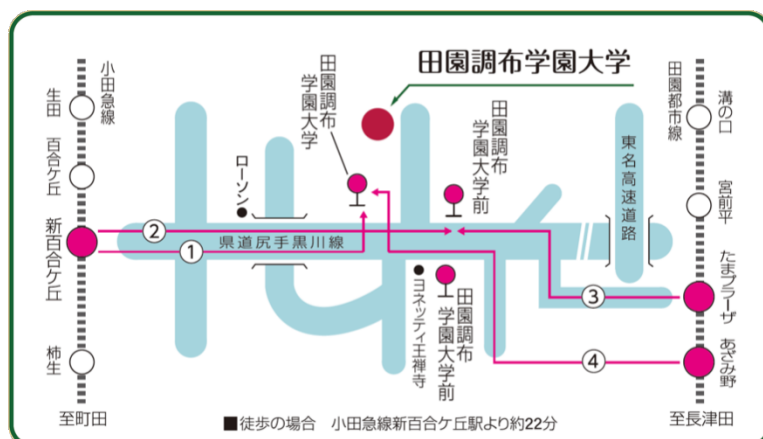 田園調布学園大学
小田急線
生田
百合ケ丘
新百合ケ丘
柿生
至町田
田園調布
学園大学
ローソン
県道尻手黒川線
②
①
田園調布
学園大学前
田園調布
学園大学前
ヨネッティ王禅寺
東名高速道路
③
④
田園都市線
溝の口
宮前平
たまプラーザ
あざみ野
至長津田
■徒歩の場合 小田急線新百合ケ丘駅より約22分